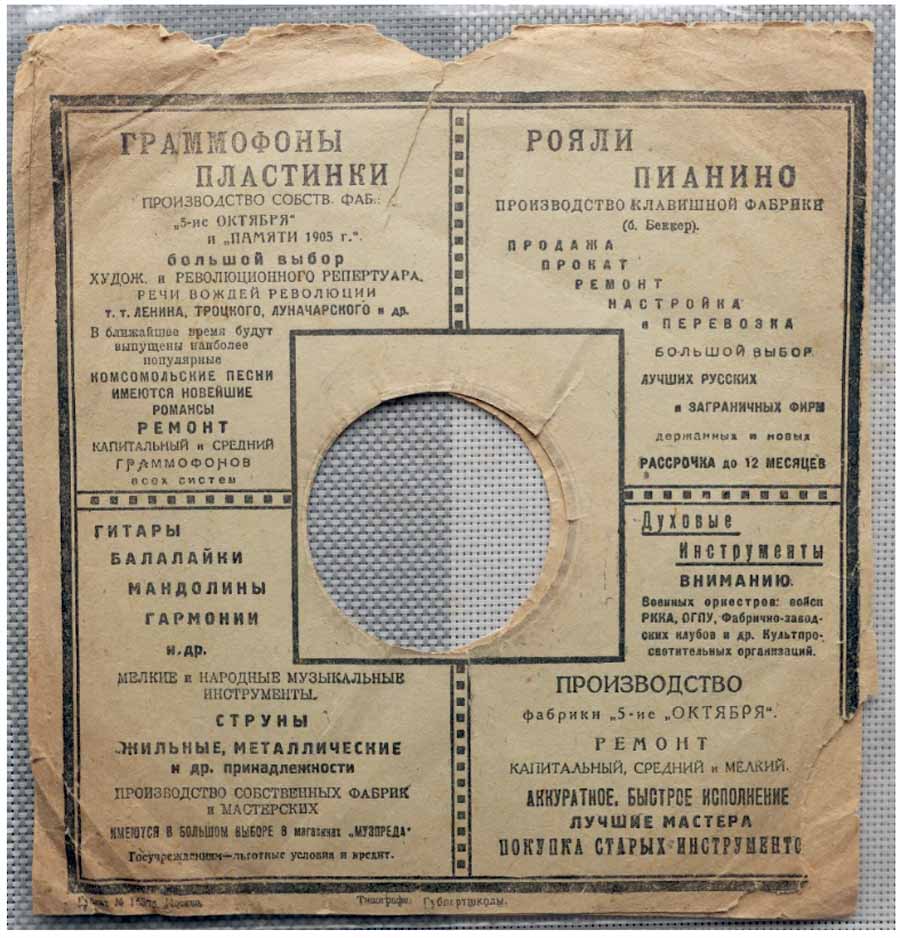 ГРАММОФОНЫ
ПЛАСТИНКИ
ПРОИЗВОДСТВО СОБСТВ. ФАБ.:
„5-ие ОКТЯБРЯ“
и „ПАМЯТИ 1905 г.“.
большой выбор
ХУДОЖ. и РЕВОЛЮЦИОННОГО РЕПЕРТУАРА.
РЕЧИ ВОЖДЕЙ РЕВОЛЮЦИИ
т. т. ЛЕНИНА, ТРОЦКОГО, ЛУНАЧАРСКОГО и др.
В ближайшее время будут
выпущены наиболее
популярные
КОМСОМОЛЬСКИЕ ПЕСНИ
ИМЕЮТСЯ НОВЕЙШИЕ
РОМАНСЫ
РЕМОНТ
КАПИТАЛЬНЫЙ и СРЕДНИЙ
ГРАММОФОНОВ
всех систем
РОЯЛИ
ПИАНИНО
ПРОИЗВОДСТВО КЛАВИШНОЙ ФАБРИКИ
(б. Беккер).
ПРОДАЖА
ПРОКАТ
РЕМОНТ
НАСТРОЙКА
и ПЕРЕВОЗКА
БОЛЬШОЙ ВЫБОР
ЛУЧШИХ РУССКИХ
и ЗАГРАНИЧНЫХ ФИРМ
держанных и новых
РАССРОЧКА до 12 МЕСЯЦЕВ
ГИТАРЫ
БАЛАЛАЙКИ
МАНДОЛИНЫ
ГАРМОНИИ
и др.
МЕЛКИЕ и НАРОДНЫЕ МУЗЫКАЛЬНЫЕ
ИНСТРУМЕНТЫ.
СТРУНЫ
ЖИЛЬНЫЕ, МЕТАЛЛИЧЕСКИЕ
и др. принадлежности
ПРОИЗВОДСТВО СОБСТВЕННЫХ ФАБРИК
и МАСТЕРСКИХ
ИМЕЮТСЯ В БОЛЬШОМ ВЫБОРЕ В магазинах „МУЗПРЕДА“
Госучреждениям—льготные условия и кредит.
Духовые
Инструменты
ВНИМАНИЮ.
Военных оркестров: войск
РККА, ОГПУ, Фабрично-завод-
ских клубов и др. Культпро-
светительных организаций.
ПРОИЗВОДСТВО
фабрики „5-ие „ОКТЯБРЯ“.
РЕМОНТ
КАПИТАЛЬНЫЙ, СРЕДНИЙ и МЕЛКИЙ.
АККУРАТНОЕ, БЫСТРОЕ ИСПОЛНЕНИЕ
ЛУЧШИЕ МАСТЕРА
ПОКУПКА СТАРЫХ ИНСТРУМЕНТО
№ Москва.
Губпертшколы.